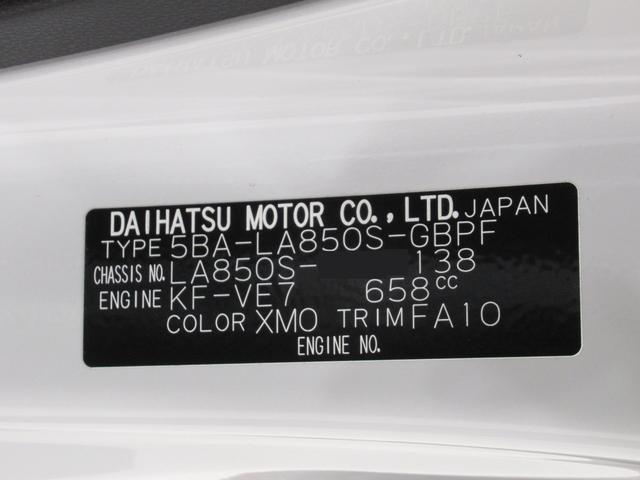 DAIHATSU MOTOR CO.,LTD. JAPAN
TYPE 5BA-LA850S-GBPF
CHASSIS NO. LA850S- 138
ENGINE KF-VE7 658cc
COLOR XM0 TRIM FA10
ENGINE NO.